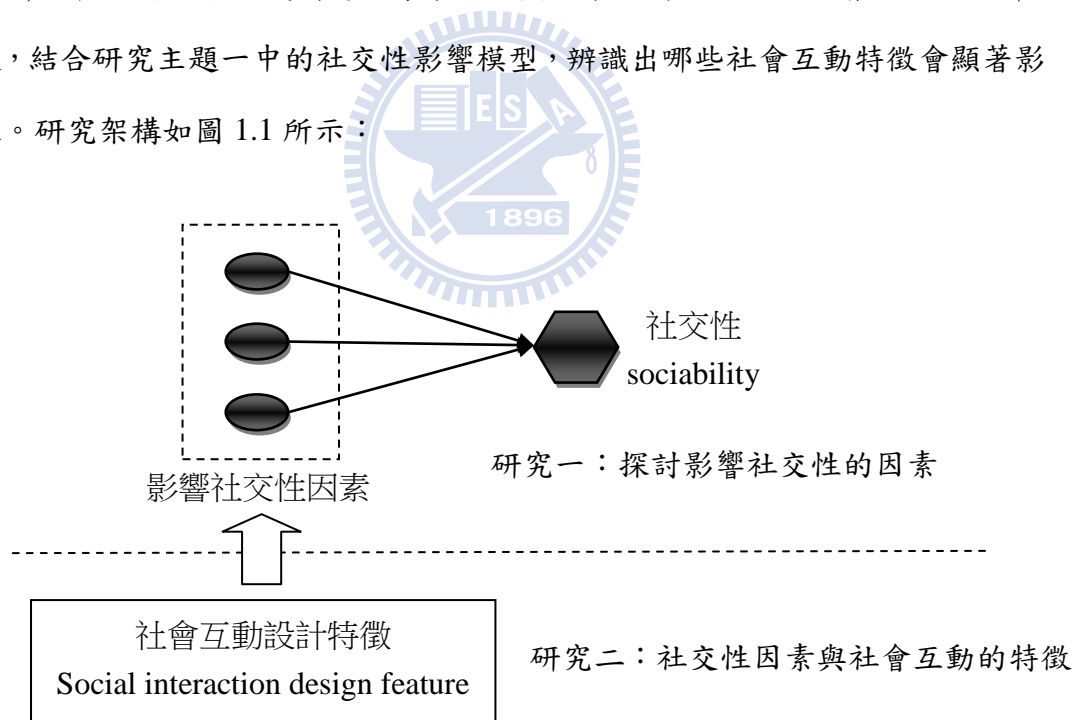 ，結合研究主題一中的社交性影響模型，辨識出哪些社會互動特徵會顯著影
。研究架構如圖 1.1 所示：
ES
A
1896
社交性
sociability
研究一：探討影響社交性的因素
影響社交性因素
社會互動設計特徵
Social interaction design feature
研究二：社交性因素與社會互動的特徵